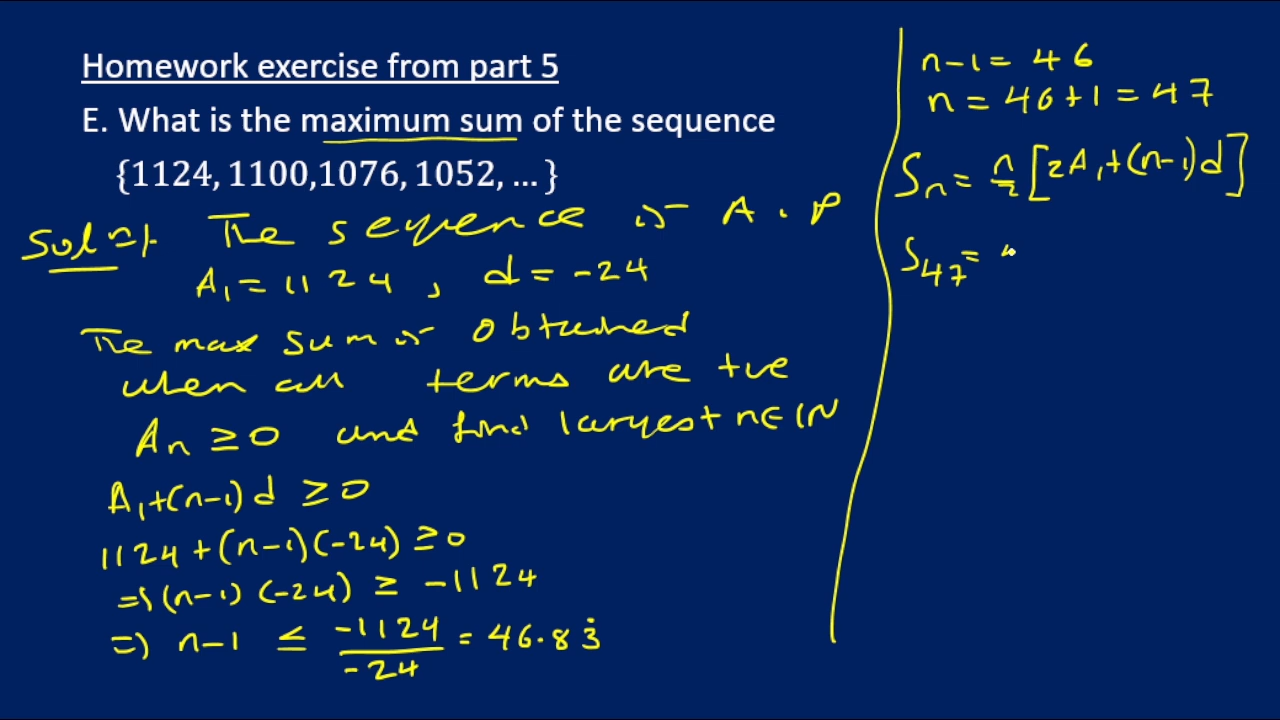 Homework exercise from part 5
E. What is the maximum sum of the sequence
{1124, 1100,1076, 1052, ... }
Sol=n. The sequence is A.P
A₁ = 1124, d = -24
The max sum is obtained
when all terms are +ve
An ≥ 0 and find largest n∈ℕ
A₁+(n-1)d ≥ 0
1124 + (n-1)(-24) ≥ 0
⇒ (n-1)(-24) ≥ -1124
⇒ n-1 ≤ -1124/-24 = 46.83̇
n-1 = 46
n = 46+1 = 47
Sn = n/2 [2A₁+(n-1)d]
S₄₇ =